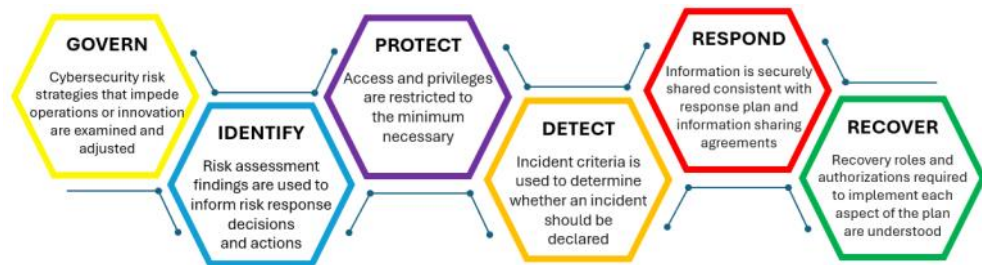 GOVERN
Cybersecurity risk
strategies that impede
operations or innovation
are examined and
adjusted
IDENTIFY
Risk assessment
findings are used to
inform risk response
decisions
and actions
PROTECT
Access and privileges
are restricted to
the minimum
necessary
DETECT
Incident criteria is
used to determine
whether an incident
should be
declared
RESPOND
Information is securely
shared consistent with
response plan and
information sharing
agreements
RECOVER
Recovery roles and
authorizations required
to implement each
aspect of the plan
are understood